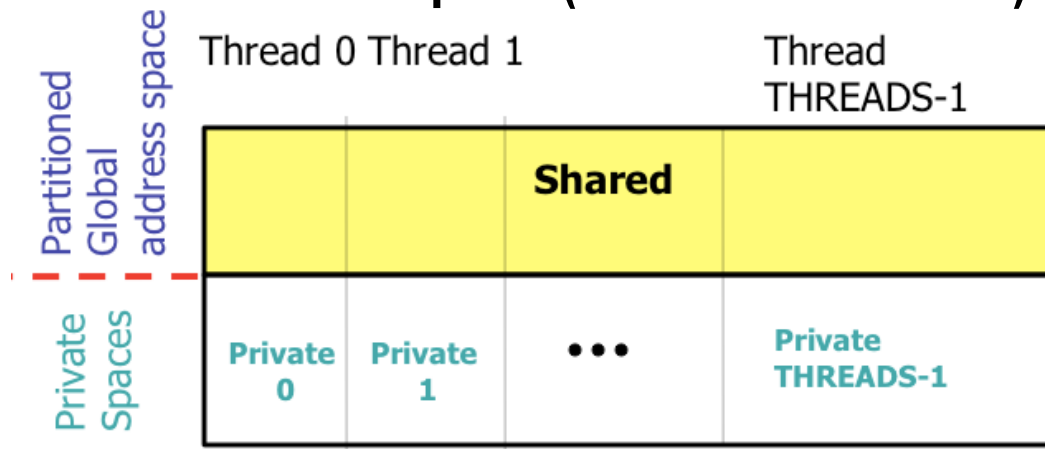 Thread 0 Thread 1
Thread
THREADS-1
Partitioned
Global
address space
Shared
Private
Spaces
Private
0
Private
1
•••
Private
THREADS-1